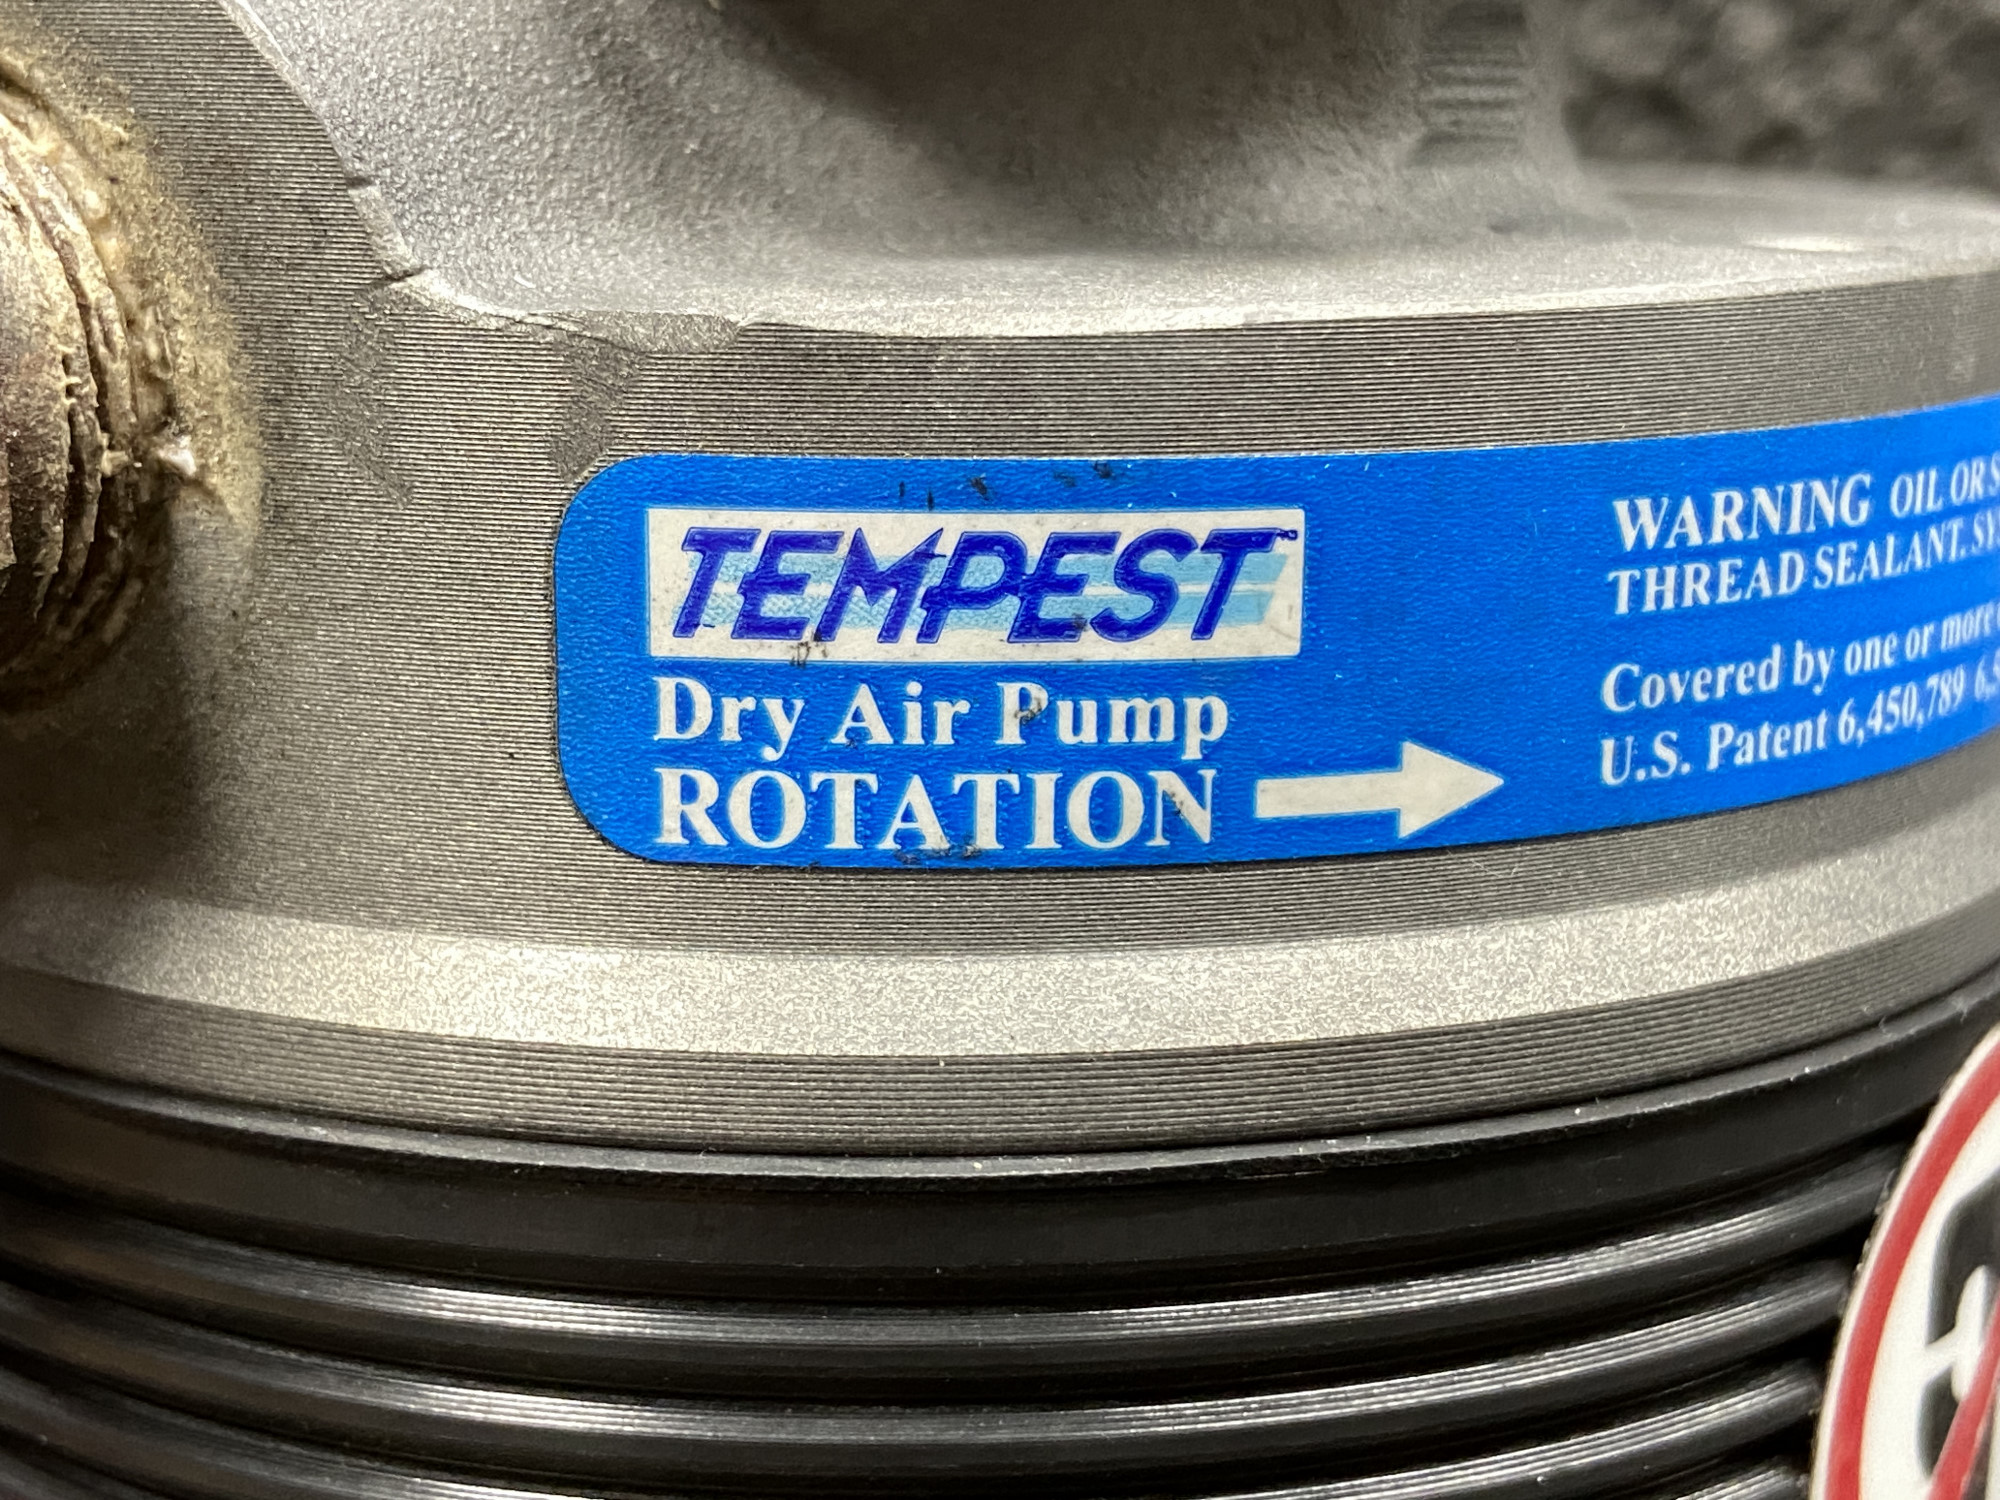 TEMPEST
Dry Air Pump
ROTATION
WARNING OIL OR
THREAD SEALANT.
Covered by one or more
U.S. Patent 6,450,789